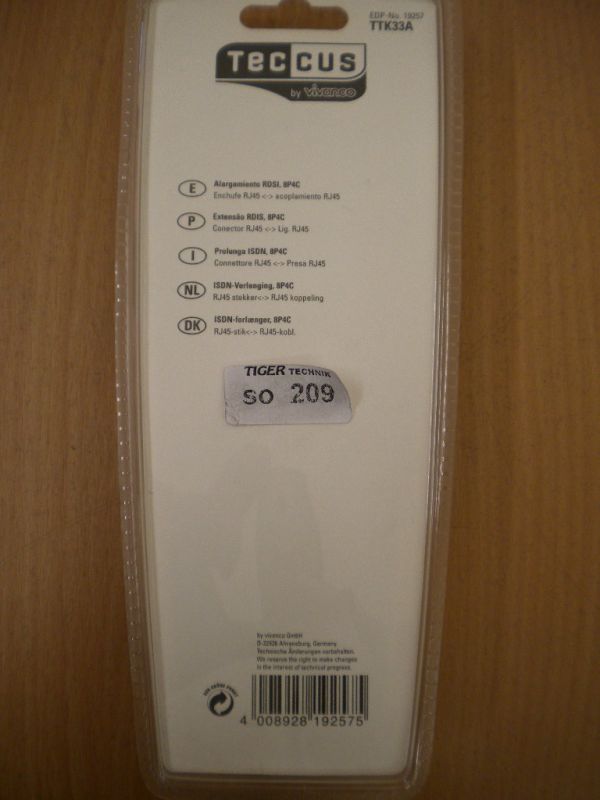 EDP-No. 19257
TTK33A
Teccus
by vivanco
E
Alargamiento RDSI, 8P4C
Enchufe RJ45 <-> acoplamiento RJ45
P
Extensão RDIS, 8P4C
Conector RJ45 <-> Lig. RJ45
I
Prolunga ISDN, 8P4C
Connettore RJ45 <-> Presa RJ45
NL
ISDN-Verlenging, 8P4C
RJ45 stekker<-> RJ45 koppeling
DK
ISDN-forlænger, 8P4C
RJ45-stik<-> RJ45-kobl.
TIGER TECHNIK
SO 209
by vivanco GmbH
D-22926 Ahrensburg, Germany
Technische Änderungen vorbehalten.
We reserve the right to make changes
in the interest of technical progress.
4 008928 192575